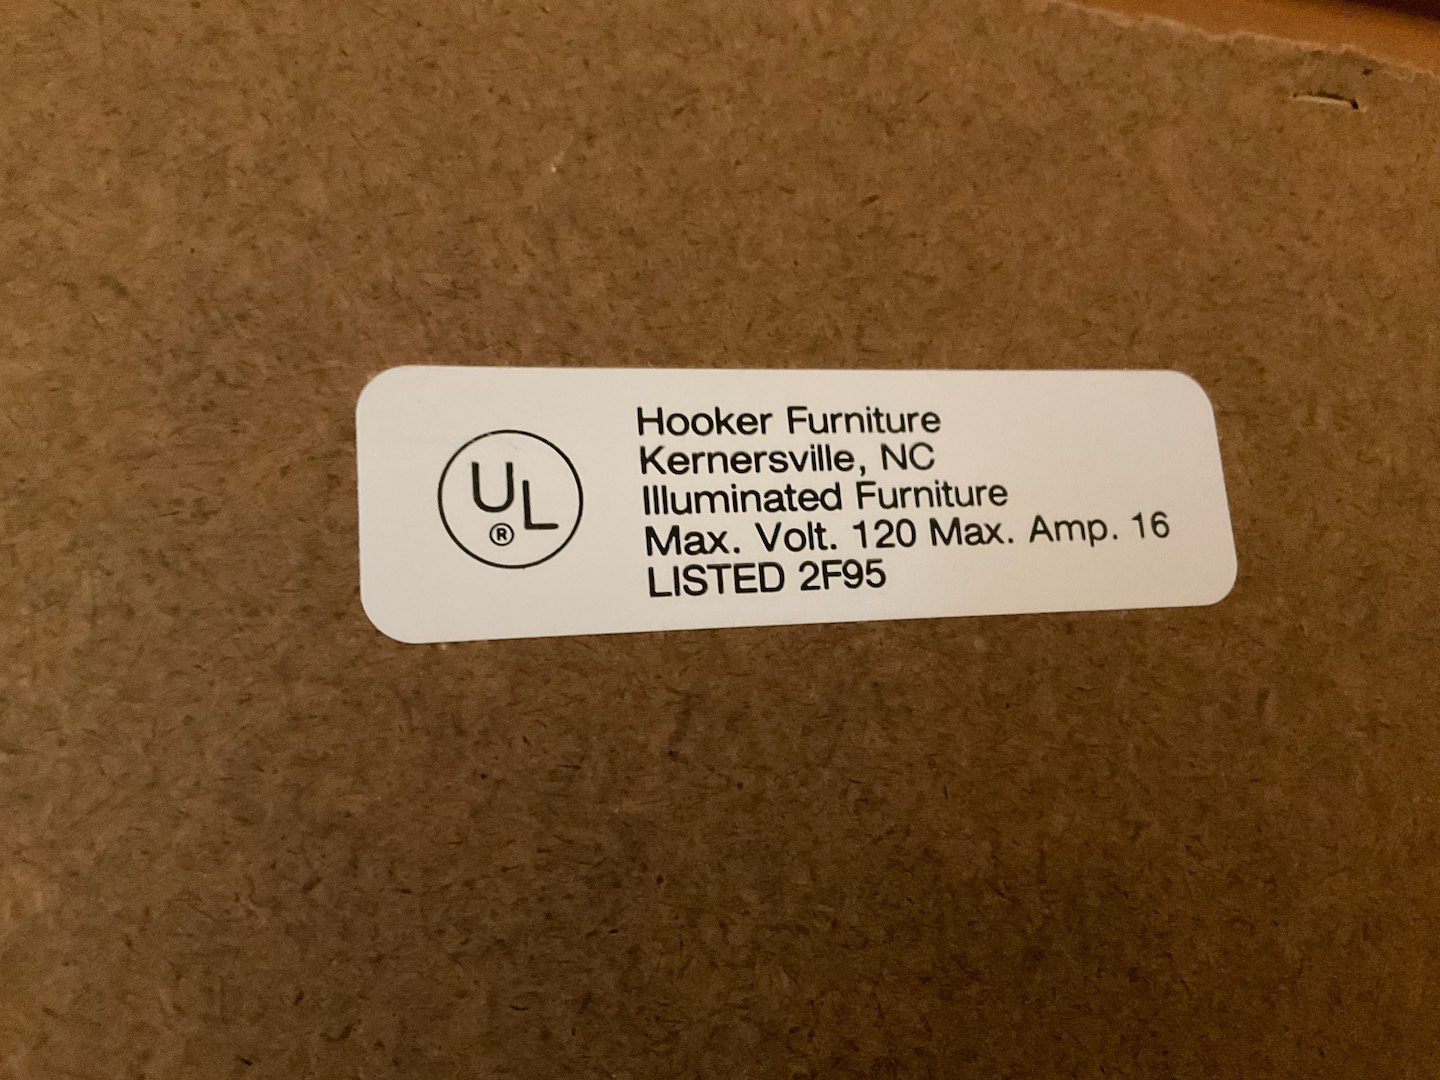 UL
®
Hooker Furniture
Kernersville, NC
Illuminated Furniture
Max. Volt. 120 Max. Amp. 16
LISTED 2F95